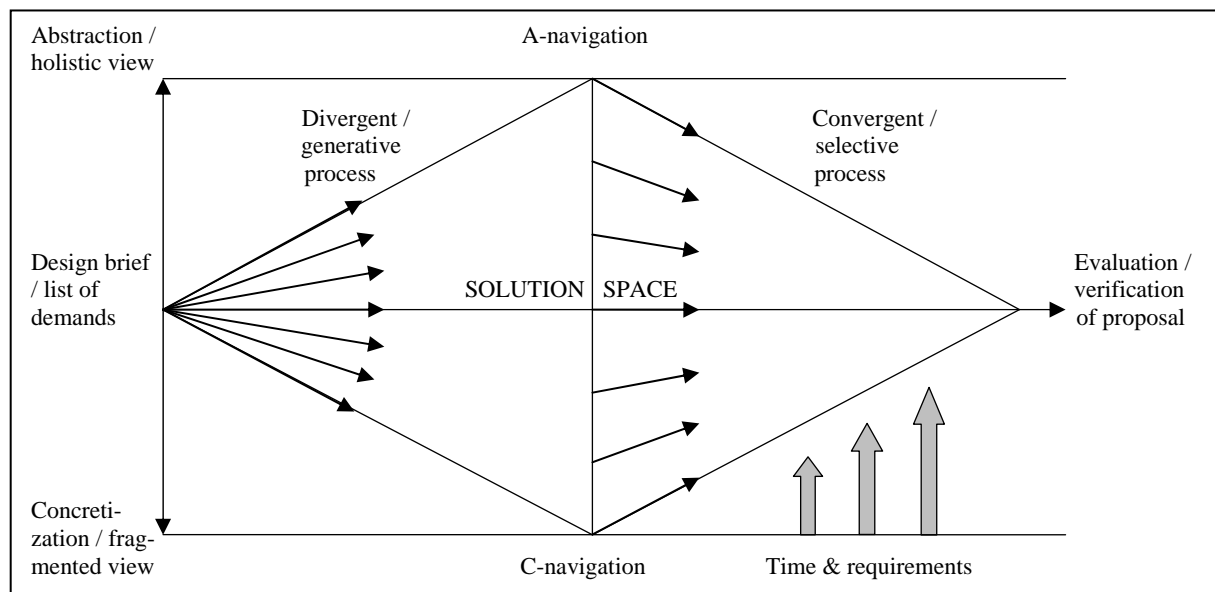 Abstraction /
holistic view
A-navigation
Divergent /
generative
process
Convergent /
selective
process
Design brief
/ list of
demands
SOLUTION
SPACE
Evaluation /
verification
of proposal
Concreti-
zation / frag-
mented view
C-navigation
Time & requirements